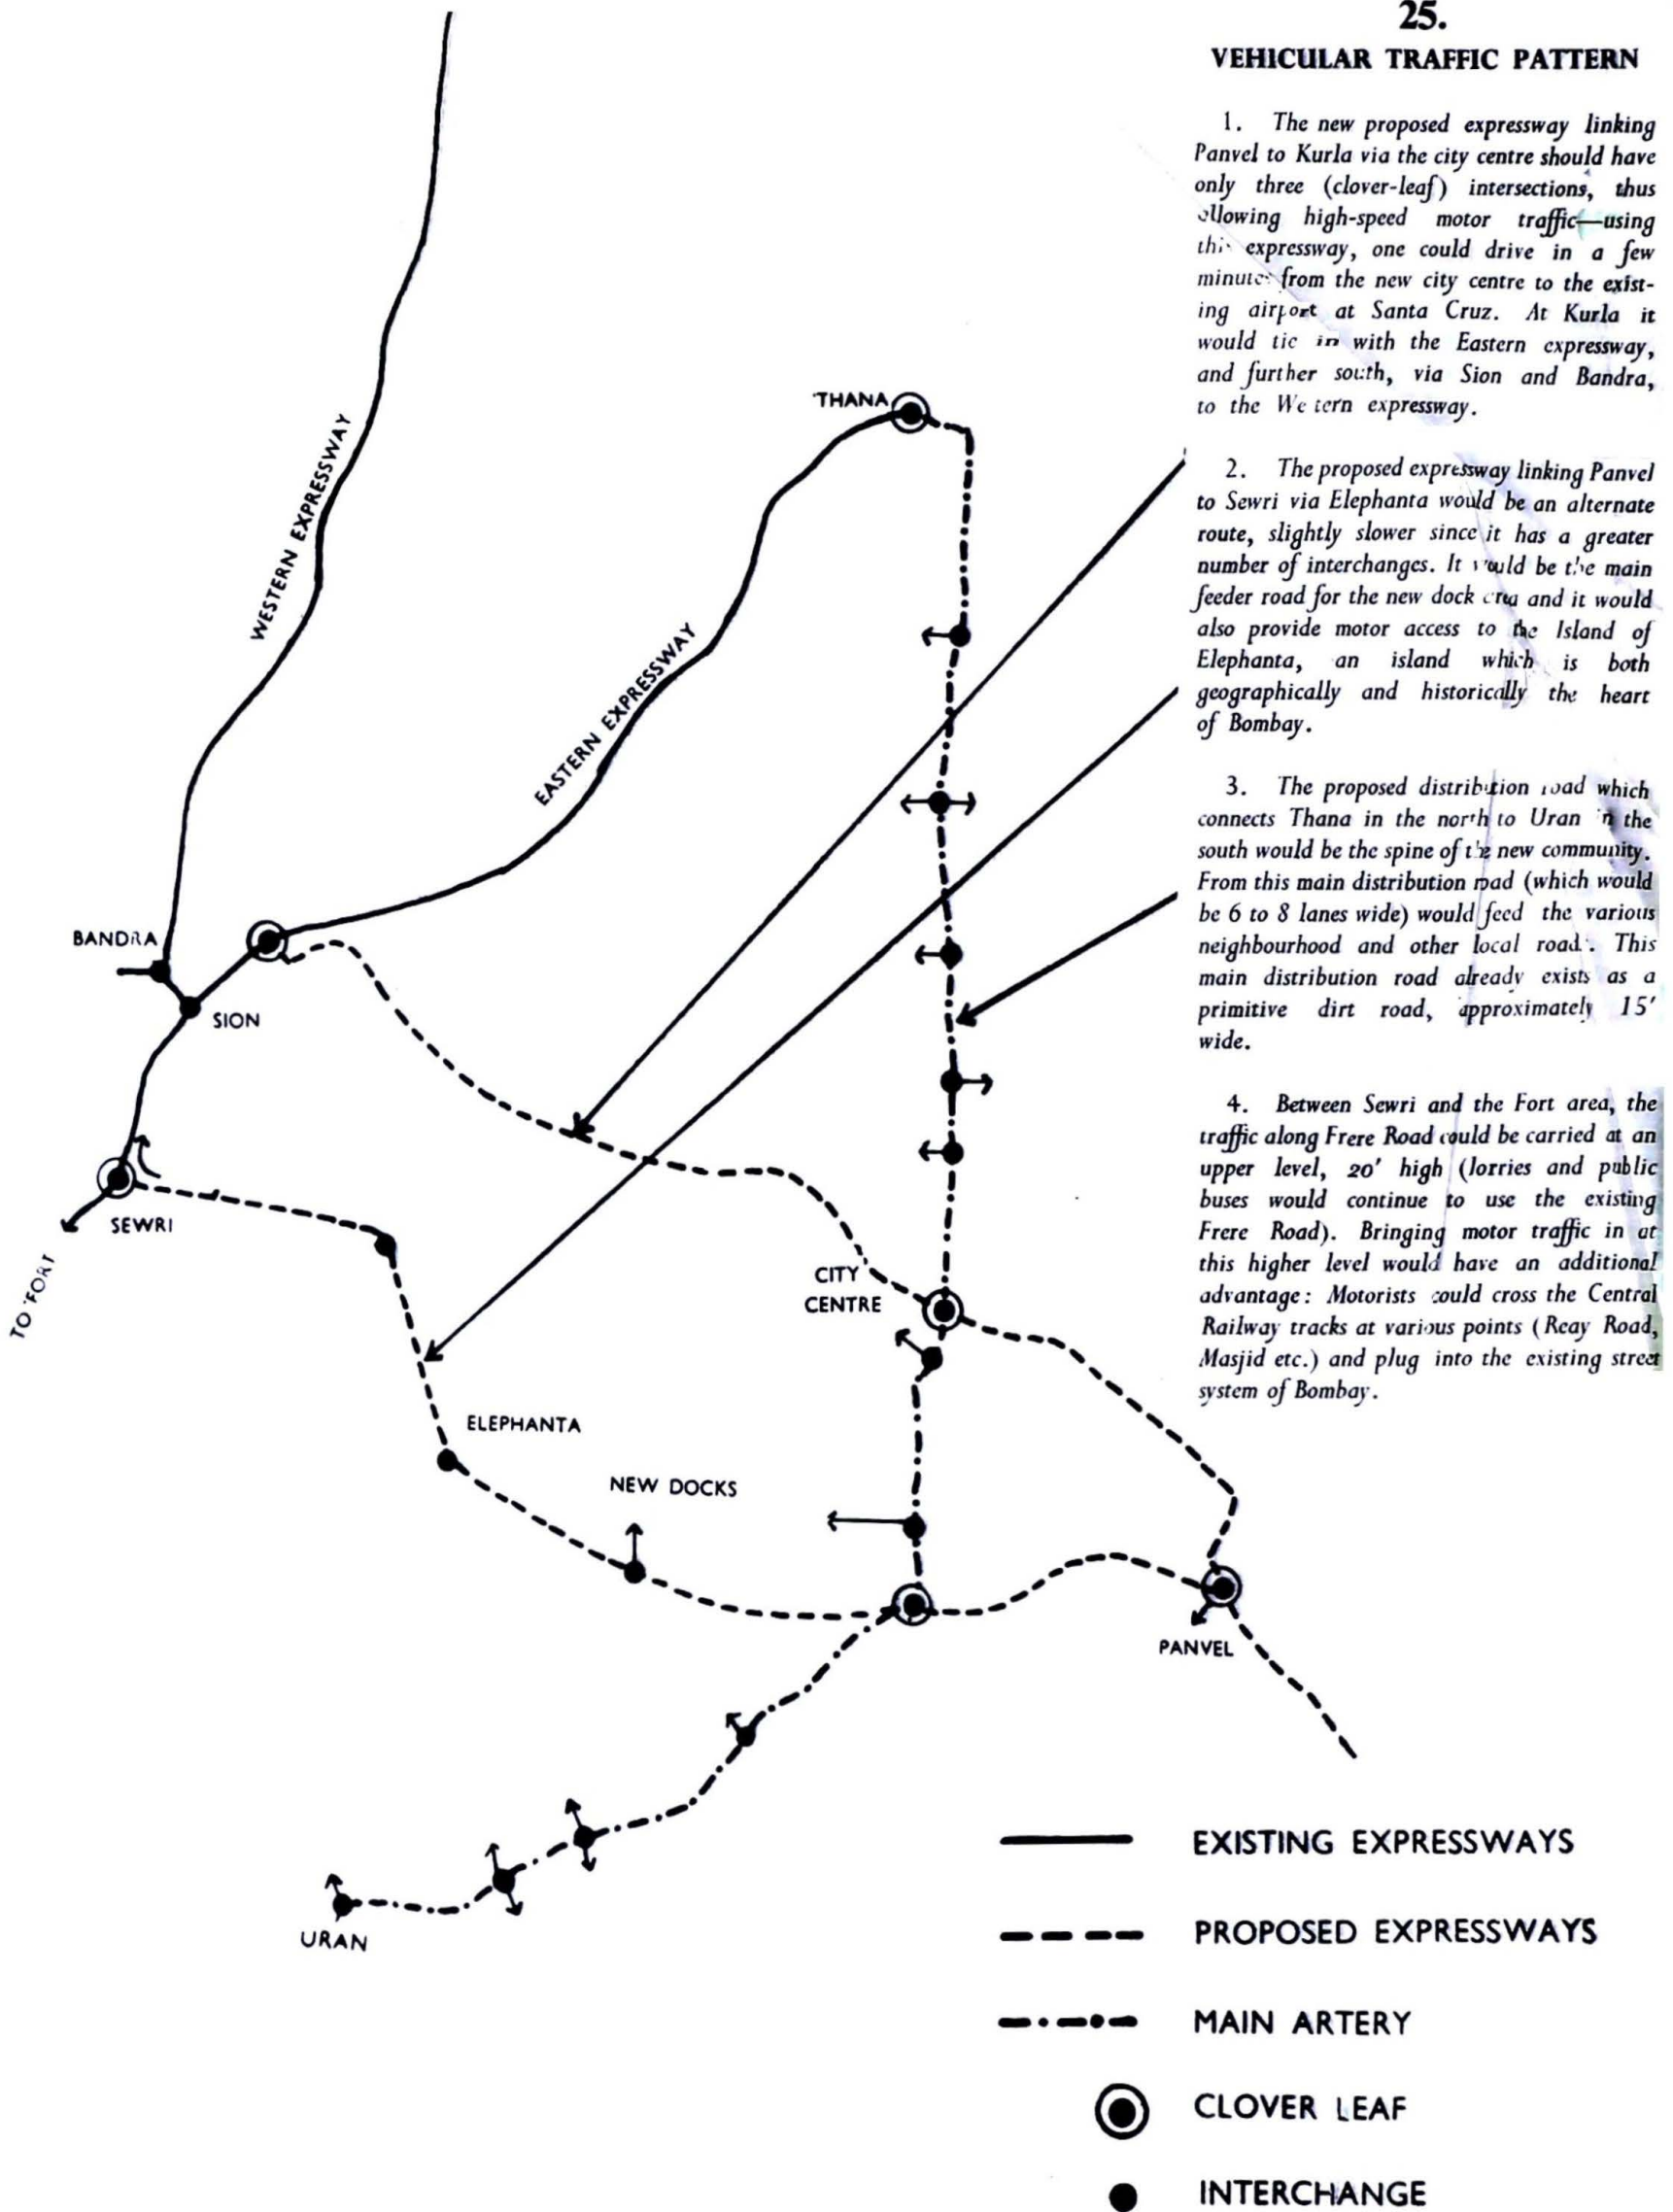 25.
VEHICULAR TRAFFIC PATTERN
1. The new proposed expressway linking
Panvel to Kurla via the city centre should have
only three (clover-leaf) intersections, thus
allowing high-speed motor traffic—using
this expressway, one could drive in a few
minutes from the new city centre to the exist-
ing airport at Santa Cruz. At Kurla it
would tie in with the Eastern expressway,
and further south, via Sion and Bandra,
to the Western expressway.
2. The proposed expressway linking Panvel
to Sewri via Elephanta would be an alternate
route, slightly slower since it has a greater
number of interchanges. It would be the main
feeder road for the new dock area and it would
also provide motor access to the Island of
Elephanta, an island which is both
geographically and historically the heart
of Bombay.
3. The proposed distribution road which
connects Thana in the north to Uran in the
south would be the spine of the new community.
From this main distribution road (which would
be 6 to 8 lanes wide) would feed the various
neighbourhood and other local roads. This
main distribution road already exists as a
primitive dirt road, approximately 15'
wide.
4. Between Sewri and the Fort area, the
traffic along Frere Road could be carried at an
upper level, 20' high (lorries and public
buses would continue to use the existing
Frere Road). Bringing motor traffic in at
this higher level would have an additional
advantage: Motorists could cross the Central
Railway tracks at various points (Reay Road,
Masjid etc.) and plug into the existing street
system of Bombay.
THANA
WESTERN EXPRESSWAY
EASTERN EXPRESSWAY
BANDRA
SION
SEWRI
TO FORT
CITY
CENTRE
ELEPHANTA
NEW DOCKS
PANVEL
URAN
EXISTING EXPRESSWAYS
PROPOSED EXPRESSWAYS
MAIN ARTERY
CLOVER LEAF
INTERCHANGE